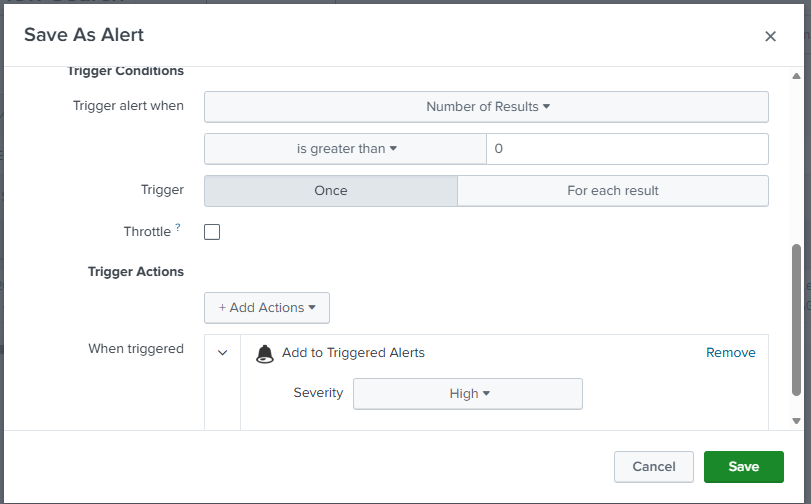 Save As Alert
Trigger Conditions
Trigger alert when Number of Results
is greater than 0
Trigger Once For each result
Throttle ?
Trigger Actions
+ Add Actions
When triggered Add to Triggered Alerts Remove
Severity High
Cancel Save